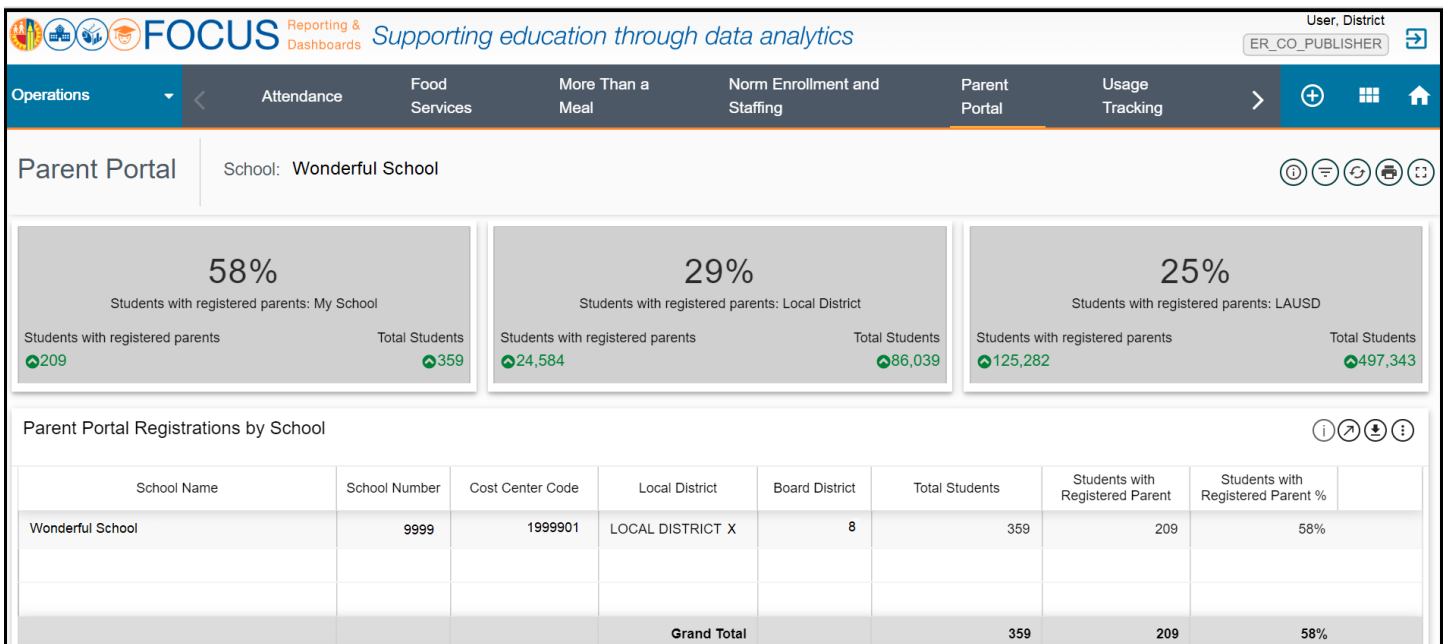 FOCUS Reporting & Dashboards Supporting education through data analytics
User, District
ER_CO_PUBLISHER
Operations
Attendance
Food Services
More Than a Meal
Norm Enrollment and Staffing
Parent Portal
Usage Tracking
Parent Portal
School: Wonderful School
58%
Students with registered parents: My School
Students with registered parents Total Students
209 359
29%
Students with registered parents: Local District
Students with registered parents Total Students
24,584 86,039
25%
Students with registered parents: LAUSD
Students with registered parents Total Students
125,282 497,343
Parent Portal Registrations by School
School Name School Number Cost Center Code Local District Board District Total Students Students with Registered Parent Students with Registered Parent %
Wonderful School 9999 1999901 LOCAL DISTRICT X 8 359 209 58%
Grand Total 359 209 58%